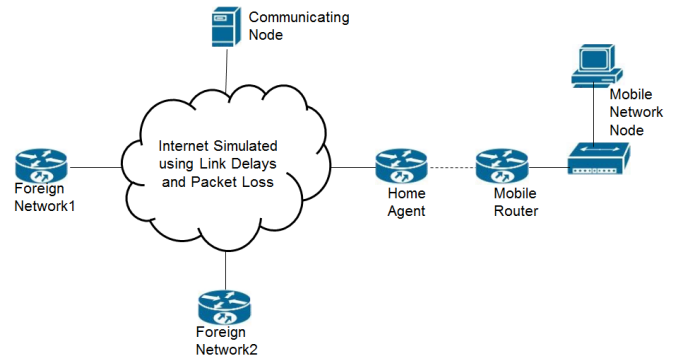 Communicating
Node
Internet Simulated
using Link Delays
and Packet Loss
Mobile
Network
Node
Foreign
Network1
Home
Agent
Mobile
Router
Foreign
Network2